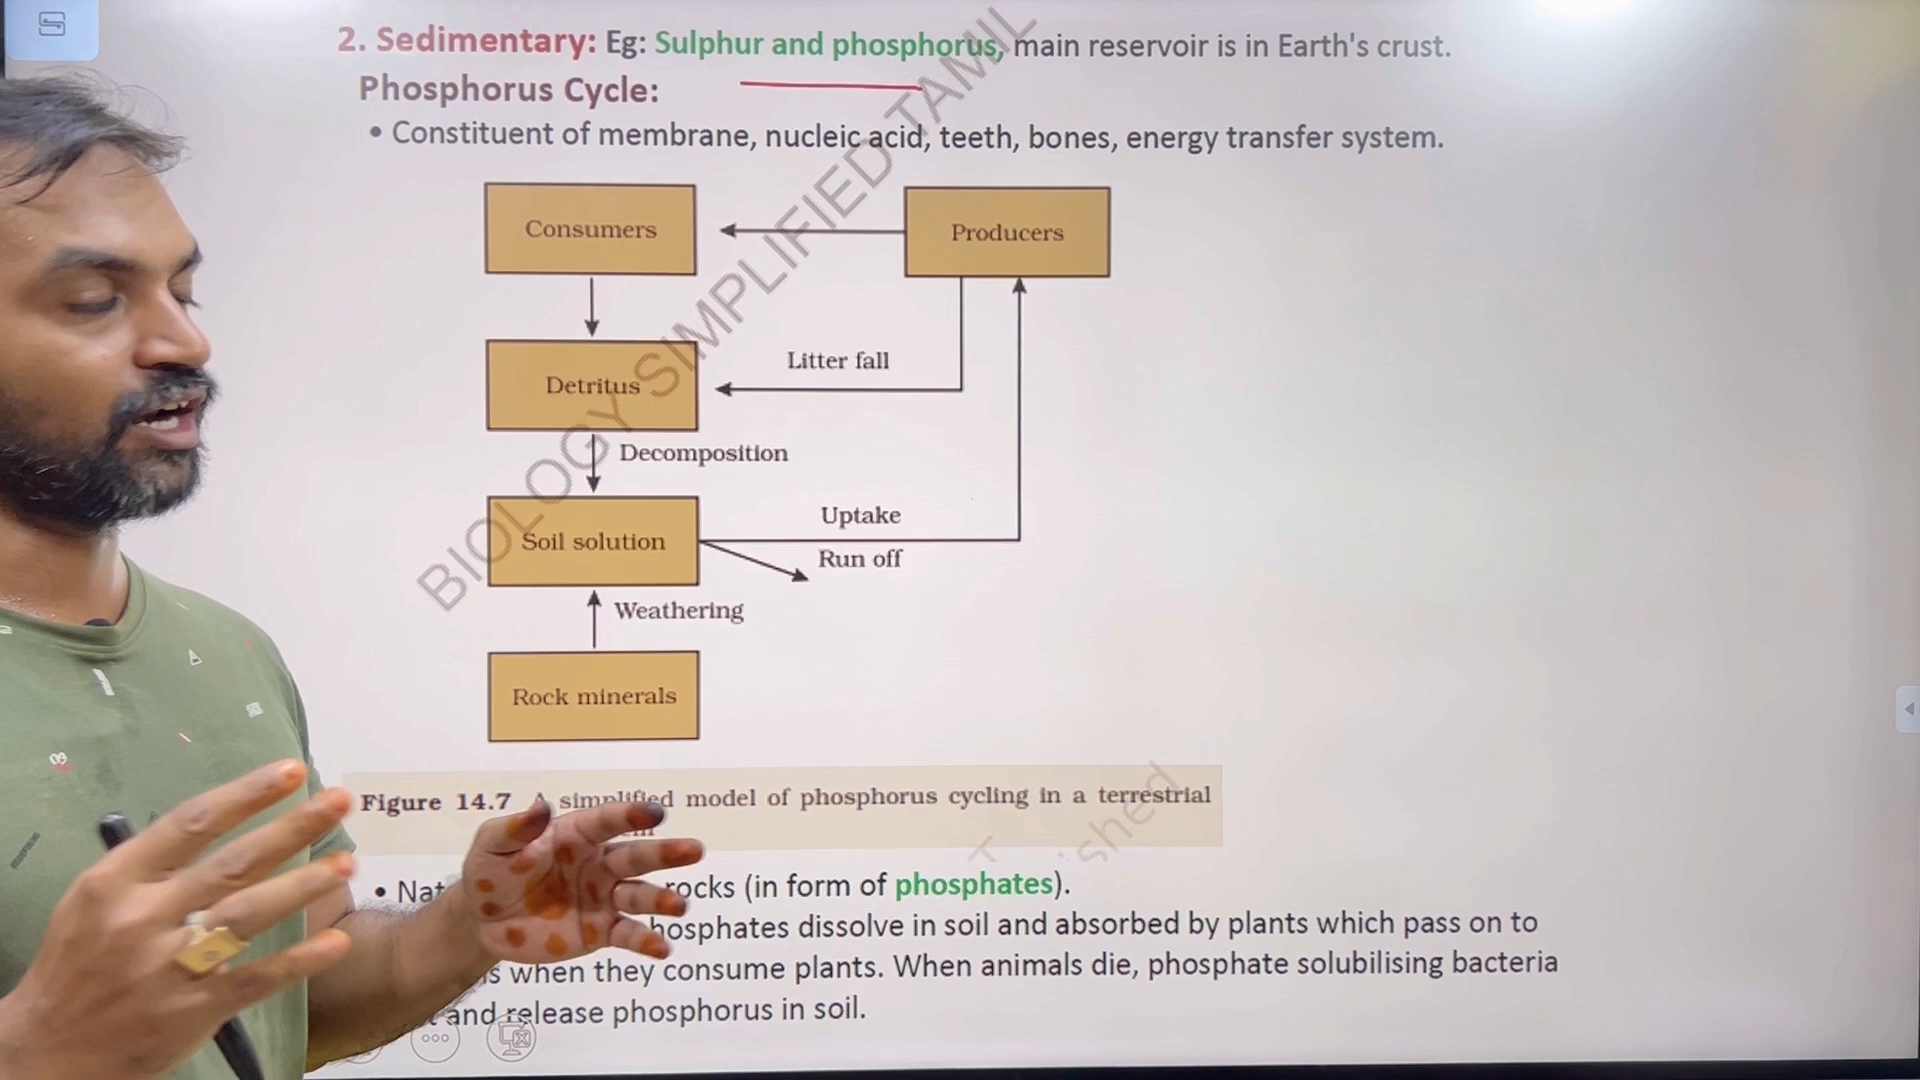 2. Sedimentary: Eg: Sulphur and phosphorus, main reservoir is in Earth's crust.
Phosphorus Cycle:
• Constituent of membrane, nucleic acid, teeth, bones, energy transfer system.
Consumers
Producers
Litter fall
Detritus
Decomposition
Uptake
Soil solution
Run off
Weathering
Rock minerals
BIOLOGY SIMPLIFIED TAMIL
Figure 14.7 A simplified model of phosphorus cycling in a terrestrial
• rocks (in form of phosphates).
dissolve in soil and absorbed by plants which pass on to
when they consume plants. When animals die, phosphate solubilising bacteria
and release phosphorus in soil.